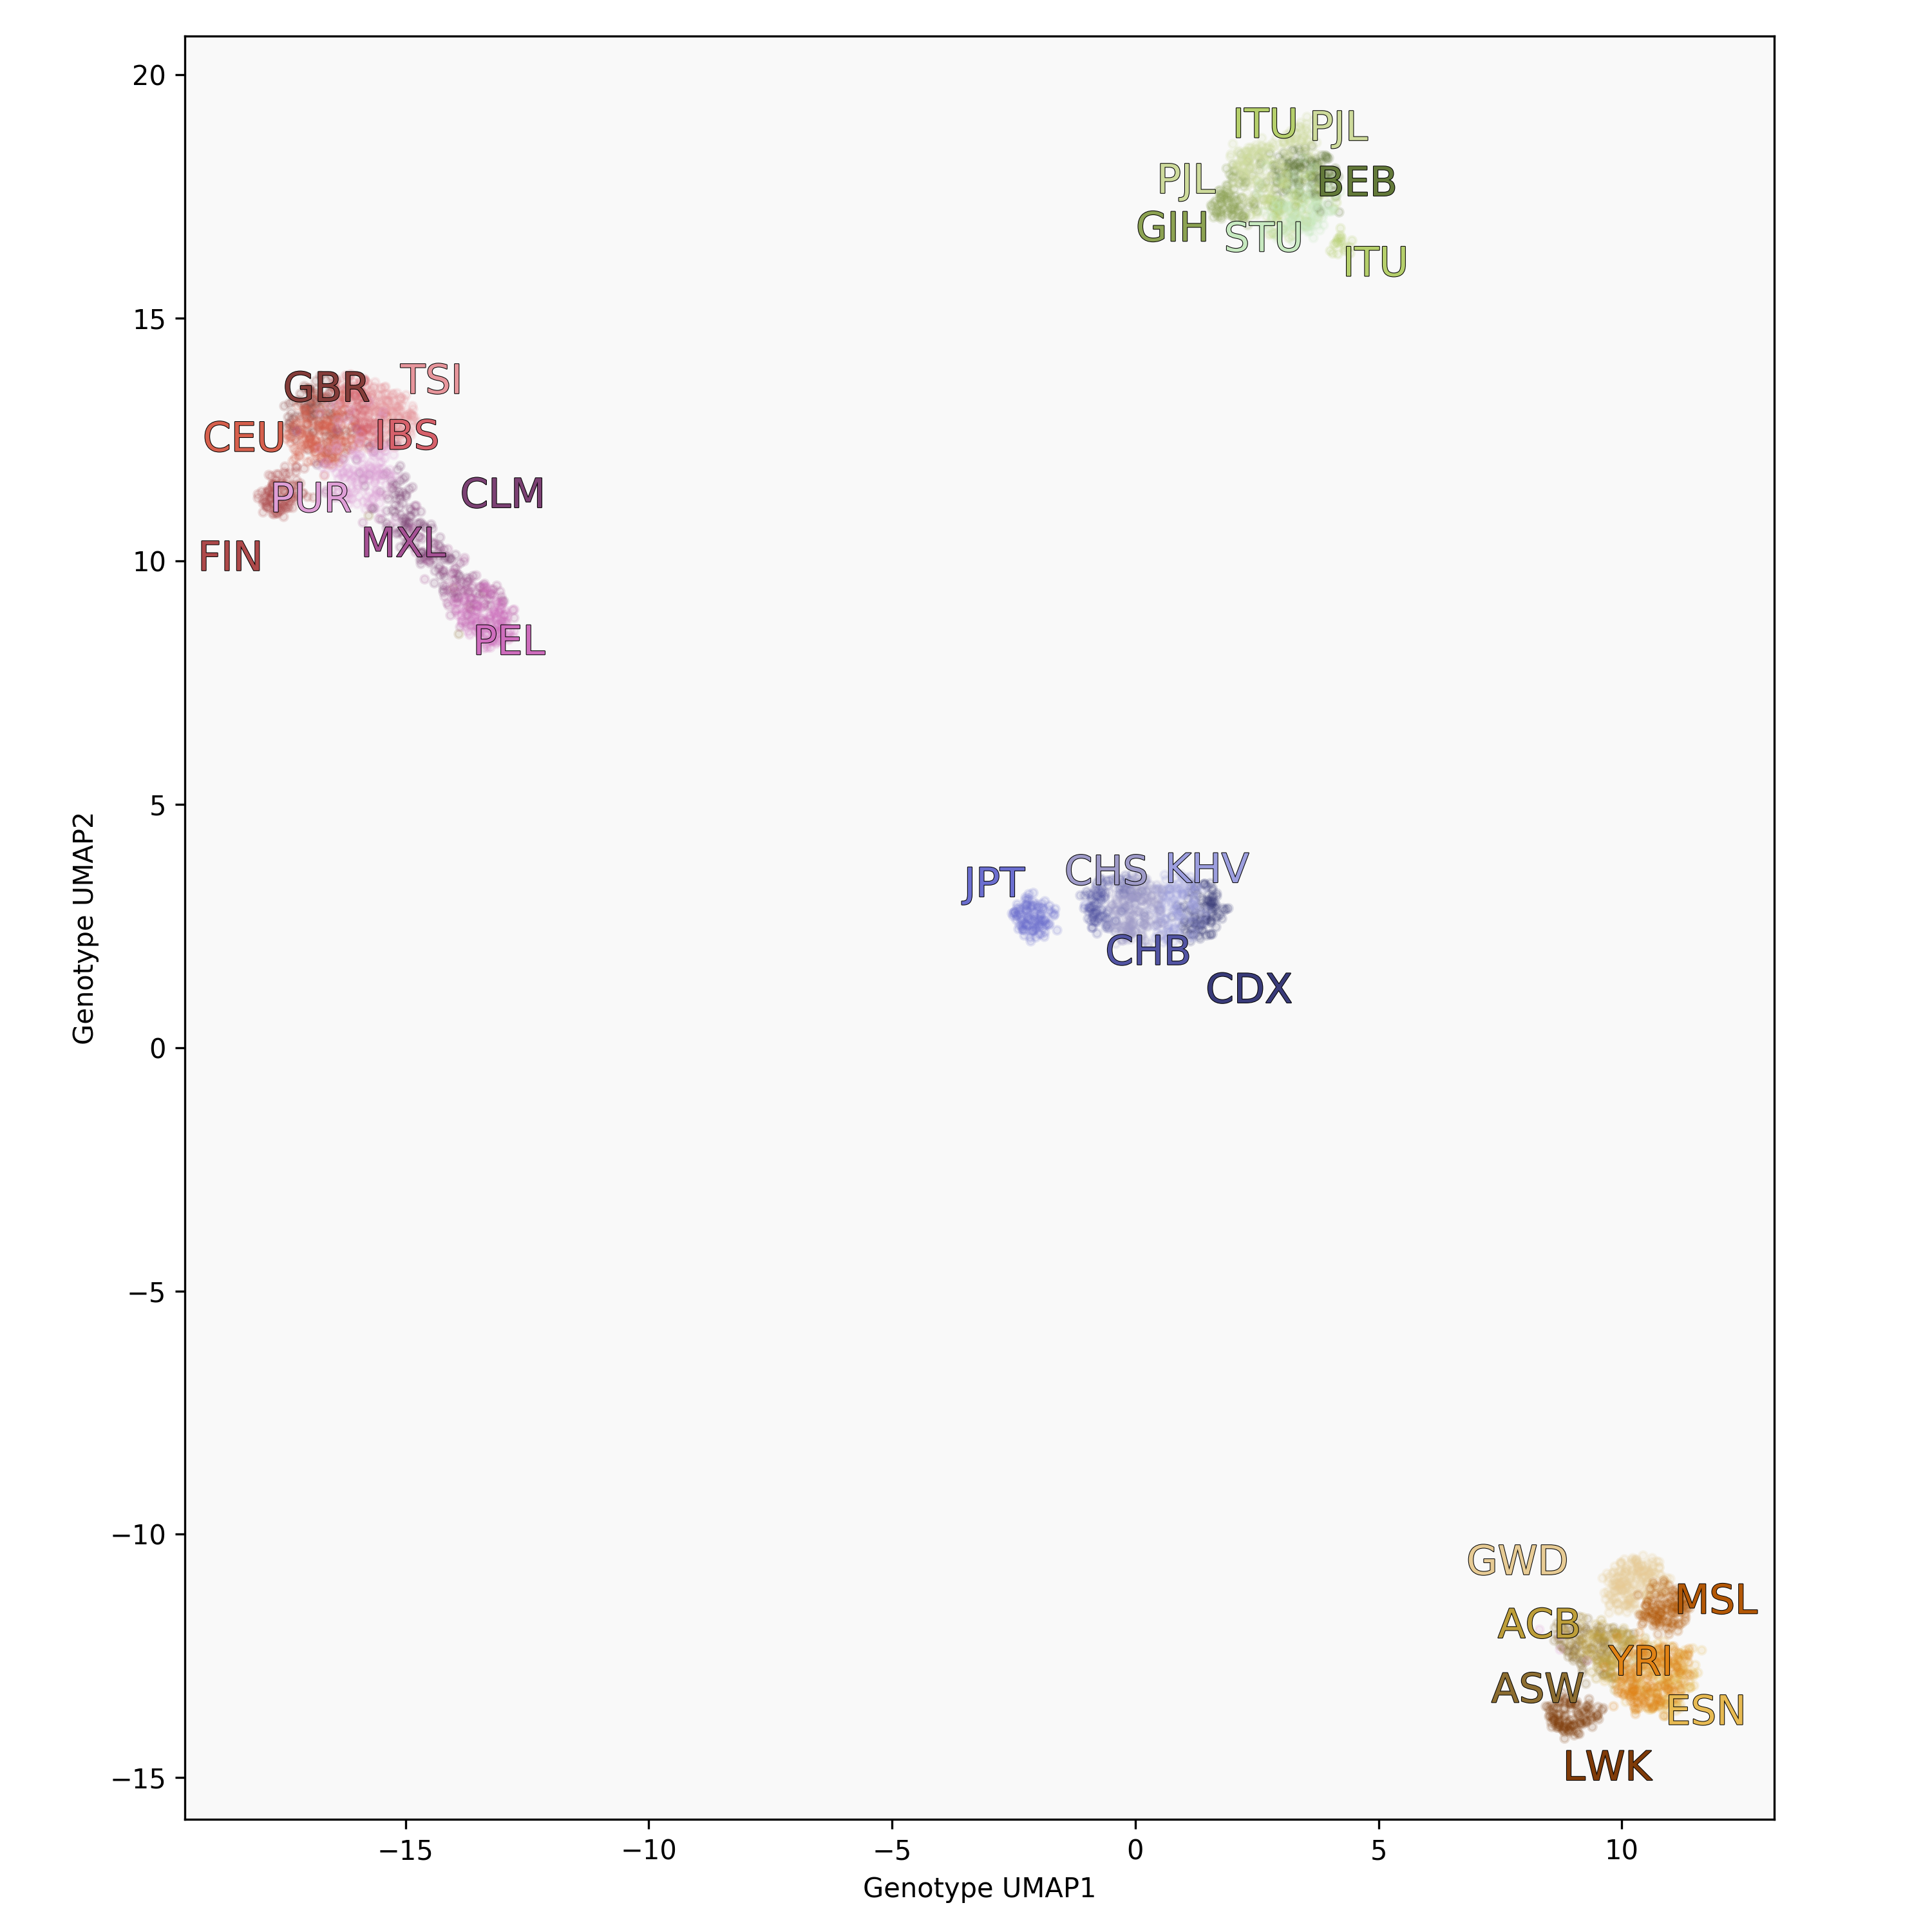 20
ITU PJL
PJL BEB
GIH STU
ITU
15
GBR TSI
CEU IBS
PUR CLM
MXL
FIN 10
PEL
5
JPT CHS KHV
CHB
CDX
Genotype UMAP2
0
−5
−10
GWD
MSL
ACB
YRI
ASW
ESN
LWK
−15
−15 −10 −5 0 5 10
Genotype UMAP1